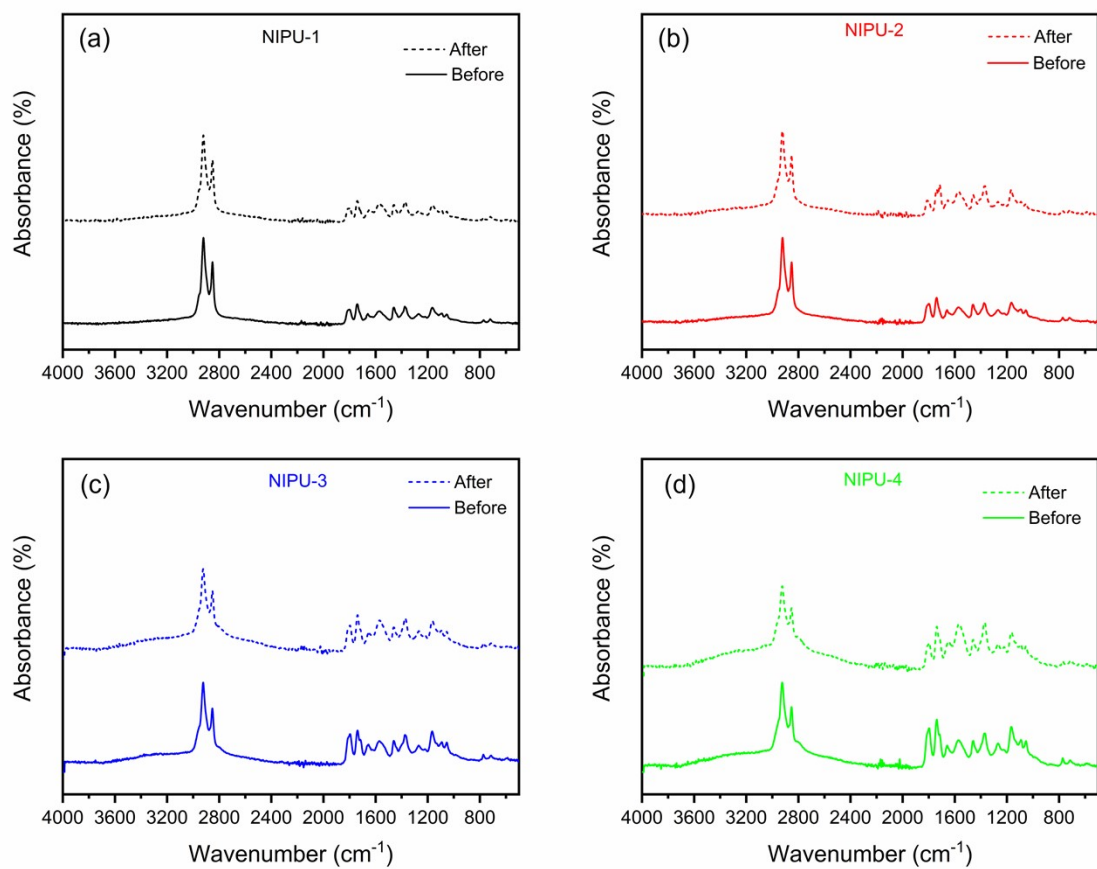 (a)
NIPU-1
After
Before
Absorbance (%)
4000 3600 3200 2800 2400 2000 1600 1200 800
Wavenumber (cm⁻¹)
(b)
NIPU-2
After
Before
Absorbance (%)
4000 3600 3200 2800 2400 2000 1600 1200 800
Wavenumber (cm⁻¹)
(c)
NIPU-3
After
Before
Absorbance (%)
4000 3600 3200 2800 2400 2000 1600 1200 800
Wavenumber (cm⁻¹)
(d)
NIPU-4
After
Before
Absorbance (%)
4000 3600 3200 2800 2400 2000 1600 1200 800
Wavenumber (cm⁻¹)